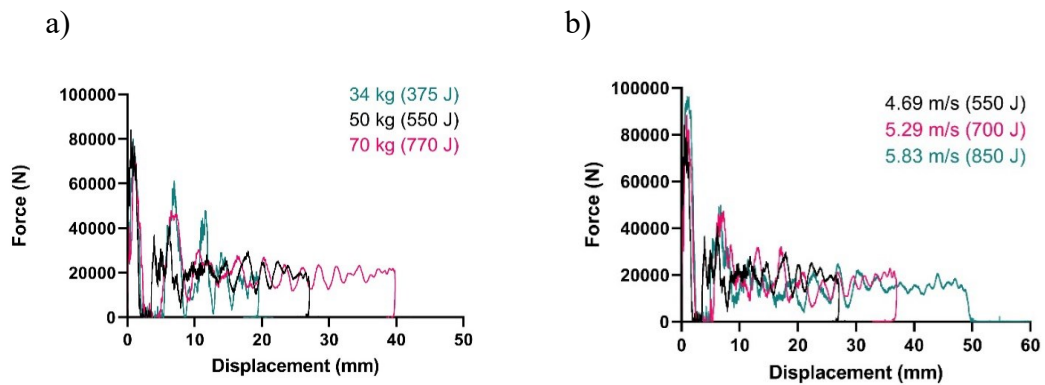 a)
34 kg (375 J)
50 kg (550 J)
70 kg (770 J)
Force (N)
100000
80000
60000
40000
20000
0
0 10 20 30 40 50
Displacement (mm)
b)
4.69 m/s (550 J)
5.29 m/s (700 J)
5.83 m/s (850 J)
Force (N)
100000
80000
60000
40000
20000
0
0 10 20 30 40 50 60
Displacement (mm)